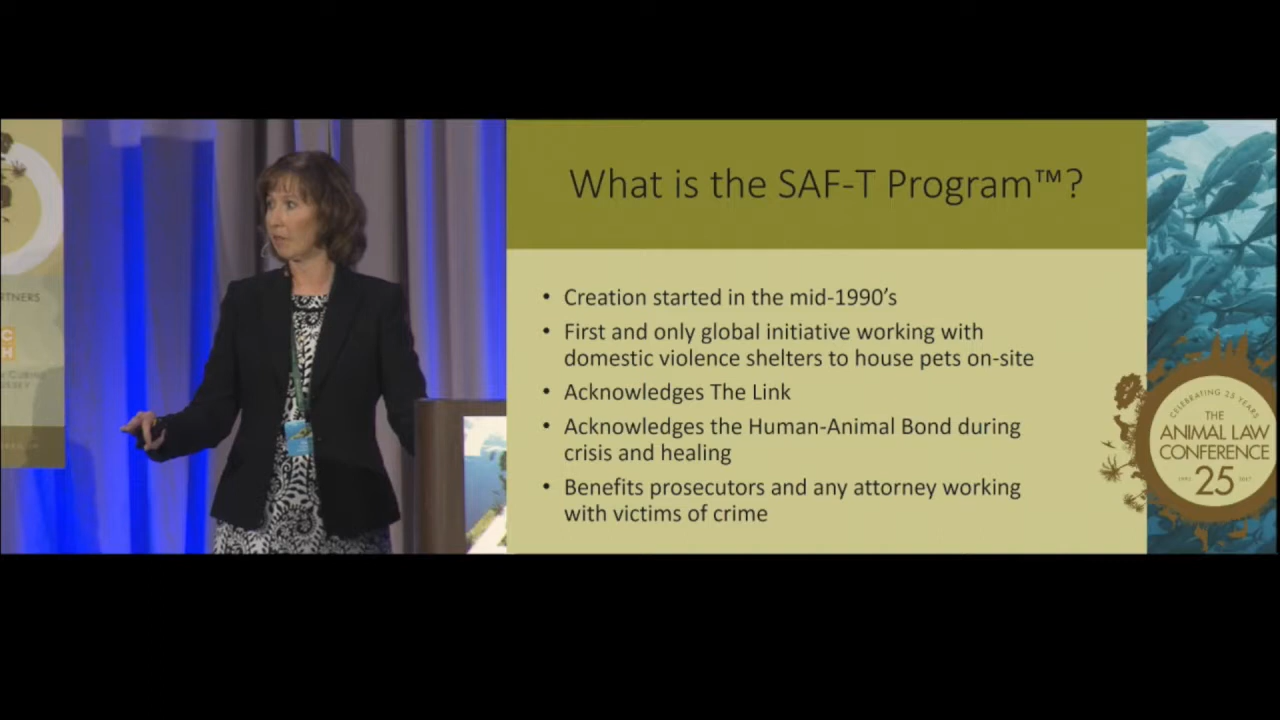 What is the SAF-T Program™?
• Creation started in the mid-1990’s
• First and only global initiative working with
domestic violence shelters to house pets on-site
• Acknowledges The Link
• Acknowledges the Human-Animal Bond during
crisis and healing
• Benefits prosecutors and any attorney working
with victims of crime
CELEBRATING 25 YEARS
THE
ANIMAL LAW
CONFERENCE
25